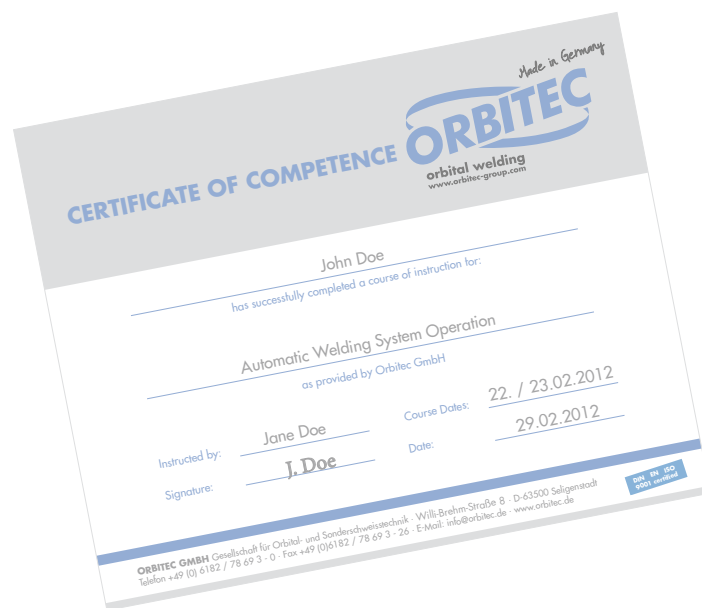 Made in Germany
ORBITEC
orbital welding
www.orbitec-group.com
CERTIFICATE OF COMPETENCE
John Doe
has successfully completed a course of instruction for:
Automatic Welding System Operation
as provided by Orbitec GmbH
Instructed by: Jane Doe Course Dates: 22. / 23.02.2012
Signature: J. Doe Date: 29.02.2012
ORBITEC GMBH Gesellschaft für Orbital- und Sonderschweisstechnik · Willi-Brehm-Straße 8 · D-63500 Seligenstadt
Telefon +49 (0) 6182 / 78 69 3 - 0 · Fax +49 (0)6182 / 78 69 3 - 26 · E-Mail: info@orbitec.de · www.orbitec.de
DIN EN ISO
9001 certified